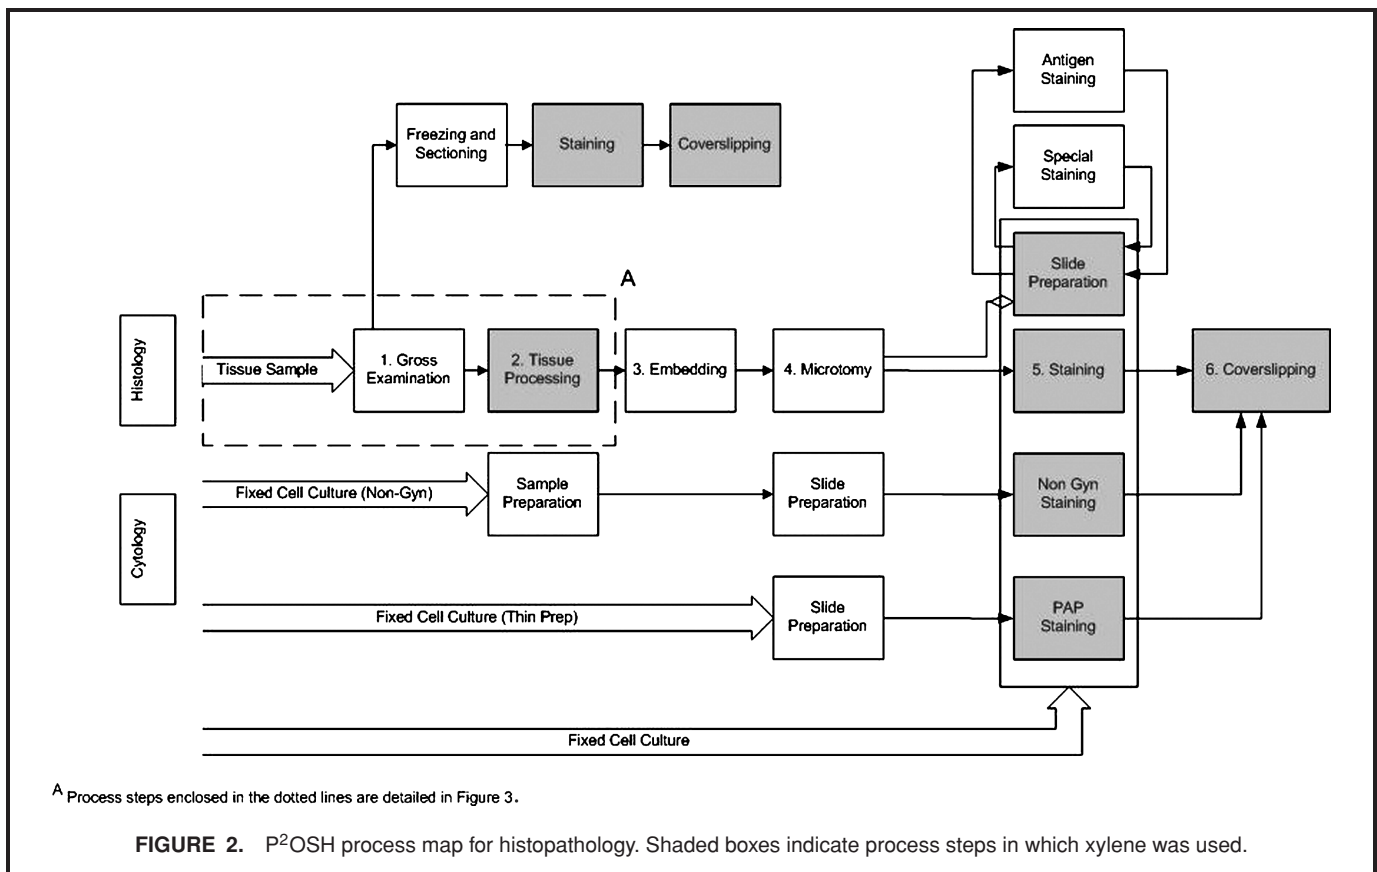 Antigen
Staining
Freezing and
Sectioning
Staining
Coverslipping
Special
Staining
Slide
Preparation
A
Histology
Tissue Sample
1. Gross
Examination
2. Tissue
Processing
3. Embedding
4. Microtomy
5. Staining
6. Coverslipping
Cytology
Fixed Cell Culture (Non-Gyn)
Sample
Preparation
Slide
Preparation
Non Gyn
Staining
Fixed Cell Culture (Thin Prep)
Slide
Preparation
PAP
Staining
Fixed Cell Culture
A Process steps enclosed in the dotted lines are detailed in Figure 3.
FIGURE 2. P²OSH process map for histopathology. Shaded boxes indicate process steps in which xylene was used.